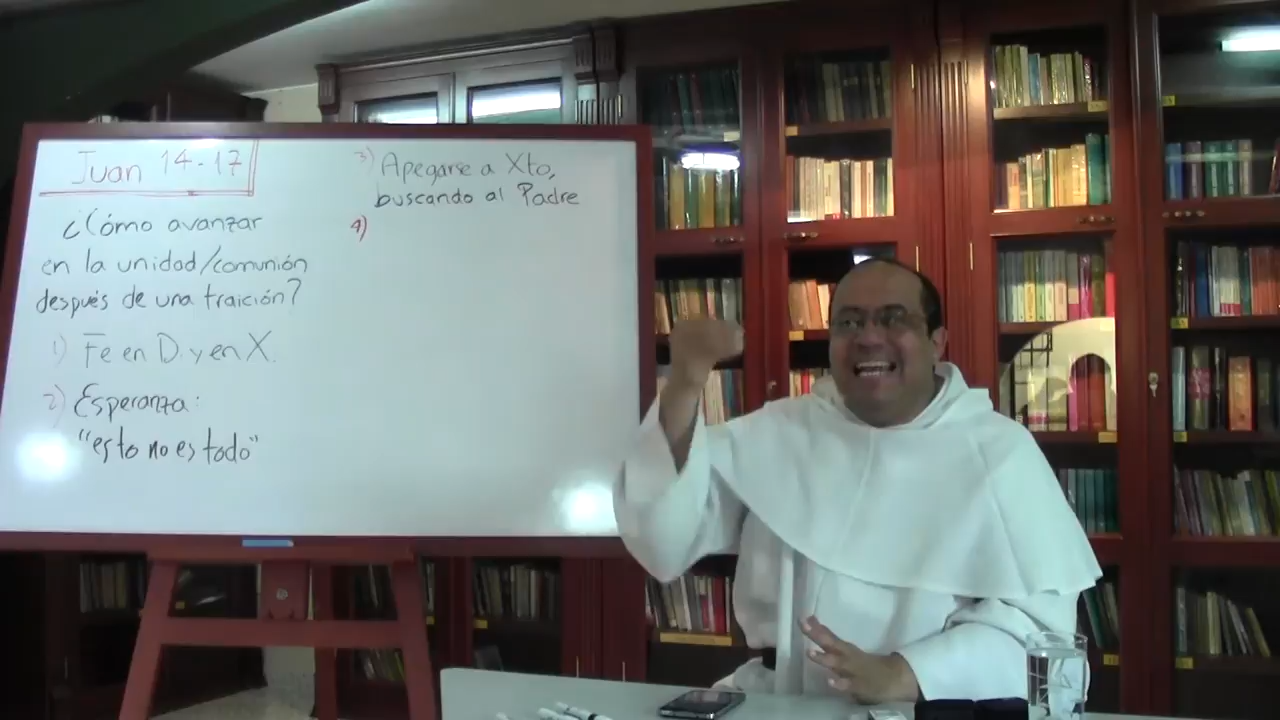 Juan 14-17
¿Cómo avanzar
en la unidad/comunión
después de una traición?
1) Fe en D. y en X.
2) Esperanza:
"esto no es todo"
3) Apegarse a Xto,
buscando al Padre
4)